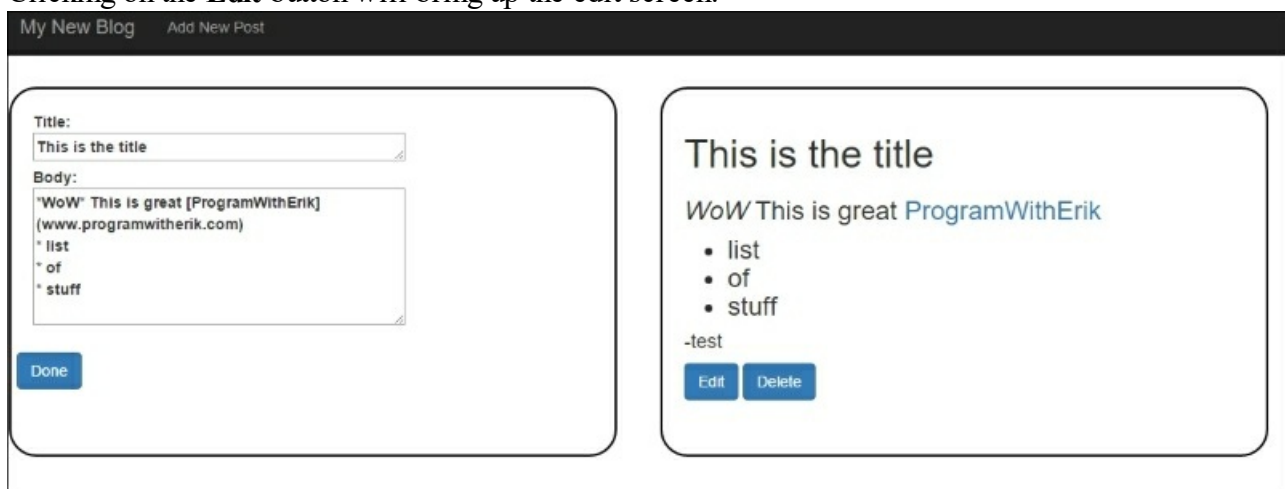 Clicking on the Edit button will bring up the edit screen.
My New Blog Add New Post
Title:
This is the title
Body:
*WoW* This is great [ProgramWithErik]
(www.programwitherik.com)
* list
* of
* stuff
Done
This is the title
WoW This is great ProgramWithErik
• list
• of
• stuff
-test
Edit Delete